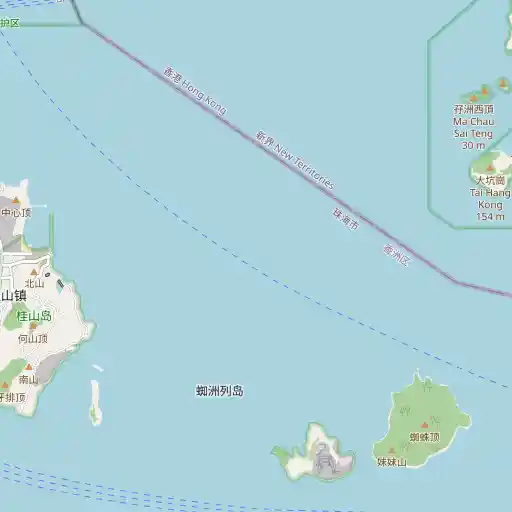 护区
香港 Hong Kong
新界 New Territories
珠海市
香洲区
孖洲西頂
Ma Chau
Sai Teng
30 m
大坑崗
Tai Hang
Kong
154 m
中心顶
北山
山镇
桂山岛
何山顶
南山
牙排顶
蜘洲列岛
蜘蛛顶
妹妹山